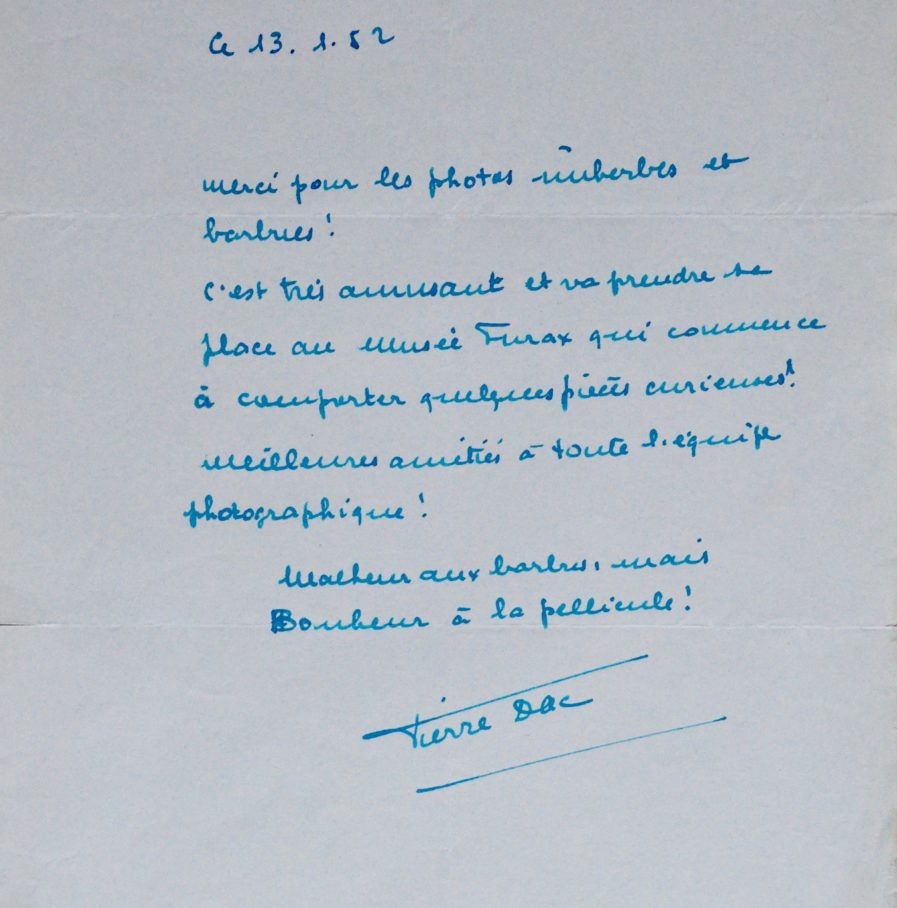 Ce 13.1.52
merci pour les photos imberbes et
barbues !
c'est très amusant et va prendre sa
place au musée Furax qui commence
à comporter quelques pièces curieuses !
meilleures amitiés à toute l'équipe
photographique !
Malheur aux barbus, mais
Bonheur à la pellicule !
Pierre Dac